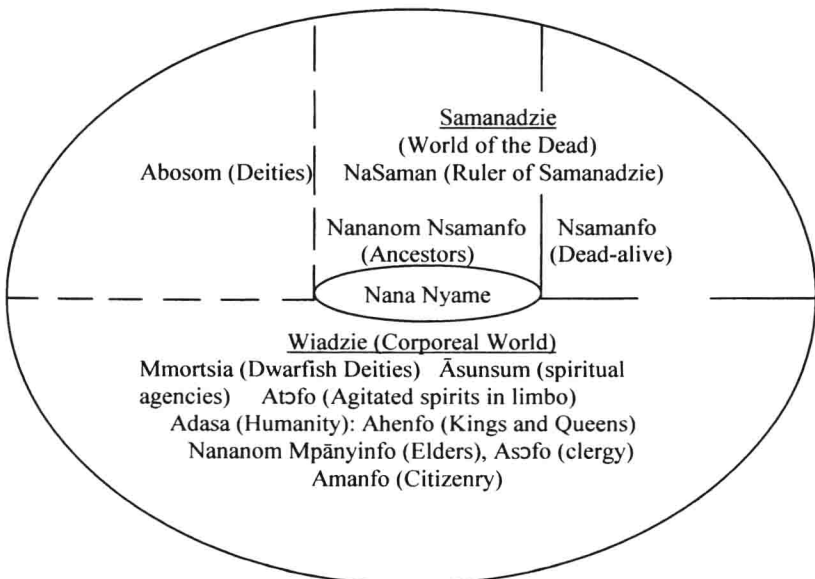 Samanadzie
(World of the Dead)
Abosom (Deities)
NaSaman (Ruler of Samanadzie)
Nananom Nsamanfo
(Ancestors)
Nsamanfo
(Dead-alive)
Nana Nyame
Wiadzie (Corporeal World)
Mmortsia (Dwarfish Deities) Āsunsum (spiritual
agencies) Atɔfo (Agitated spirits in limbo)
Adasa (Humanity): Ahenfo (Kings and Queens)
Nananom Mpānyinfo (Elders), Asɔfo (clergy)
Amanfo (Citizenry)